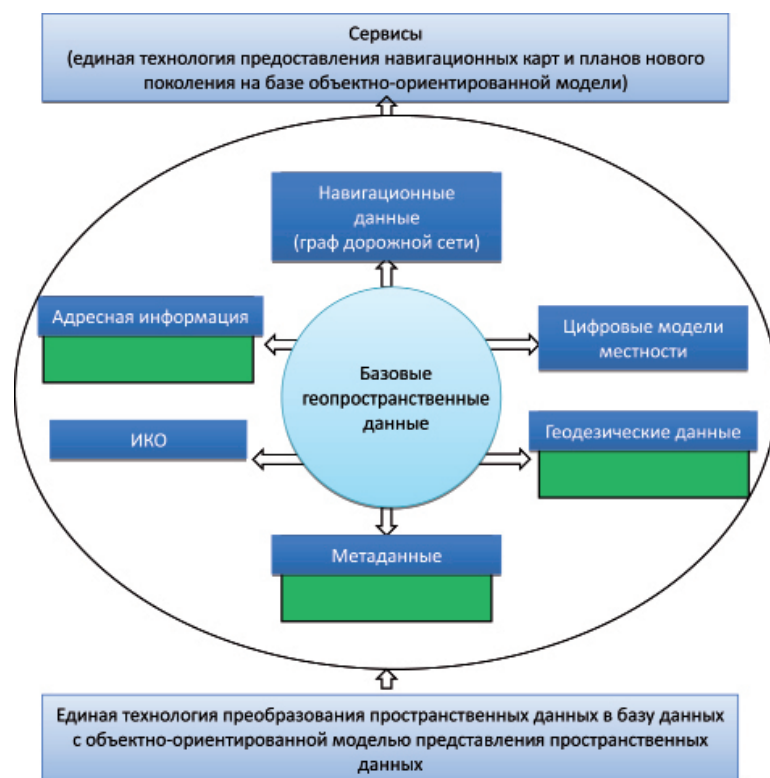 Сервисы
(единая технология предоставления навигационных карт и планов нового
поколения на базе объектно-ориентированной модели)
Навигационные
данные
(граф дорожной сети)
Адресная информация
Цифровые модели
местности
Базовые
геопространственные
данные
ИКО
Геодезические данные
Метаданные
Единая технология преобразования пространственных данных в базу данных
с объектно-ориентированной моделью представления пространственных
данных